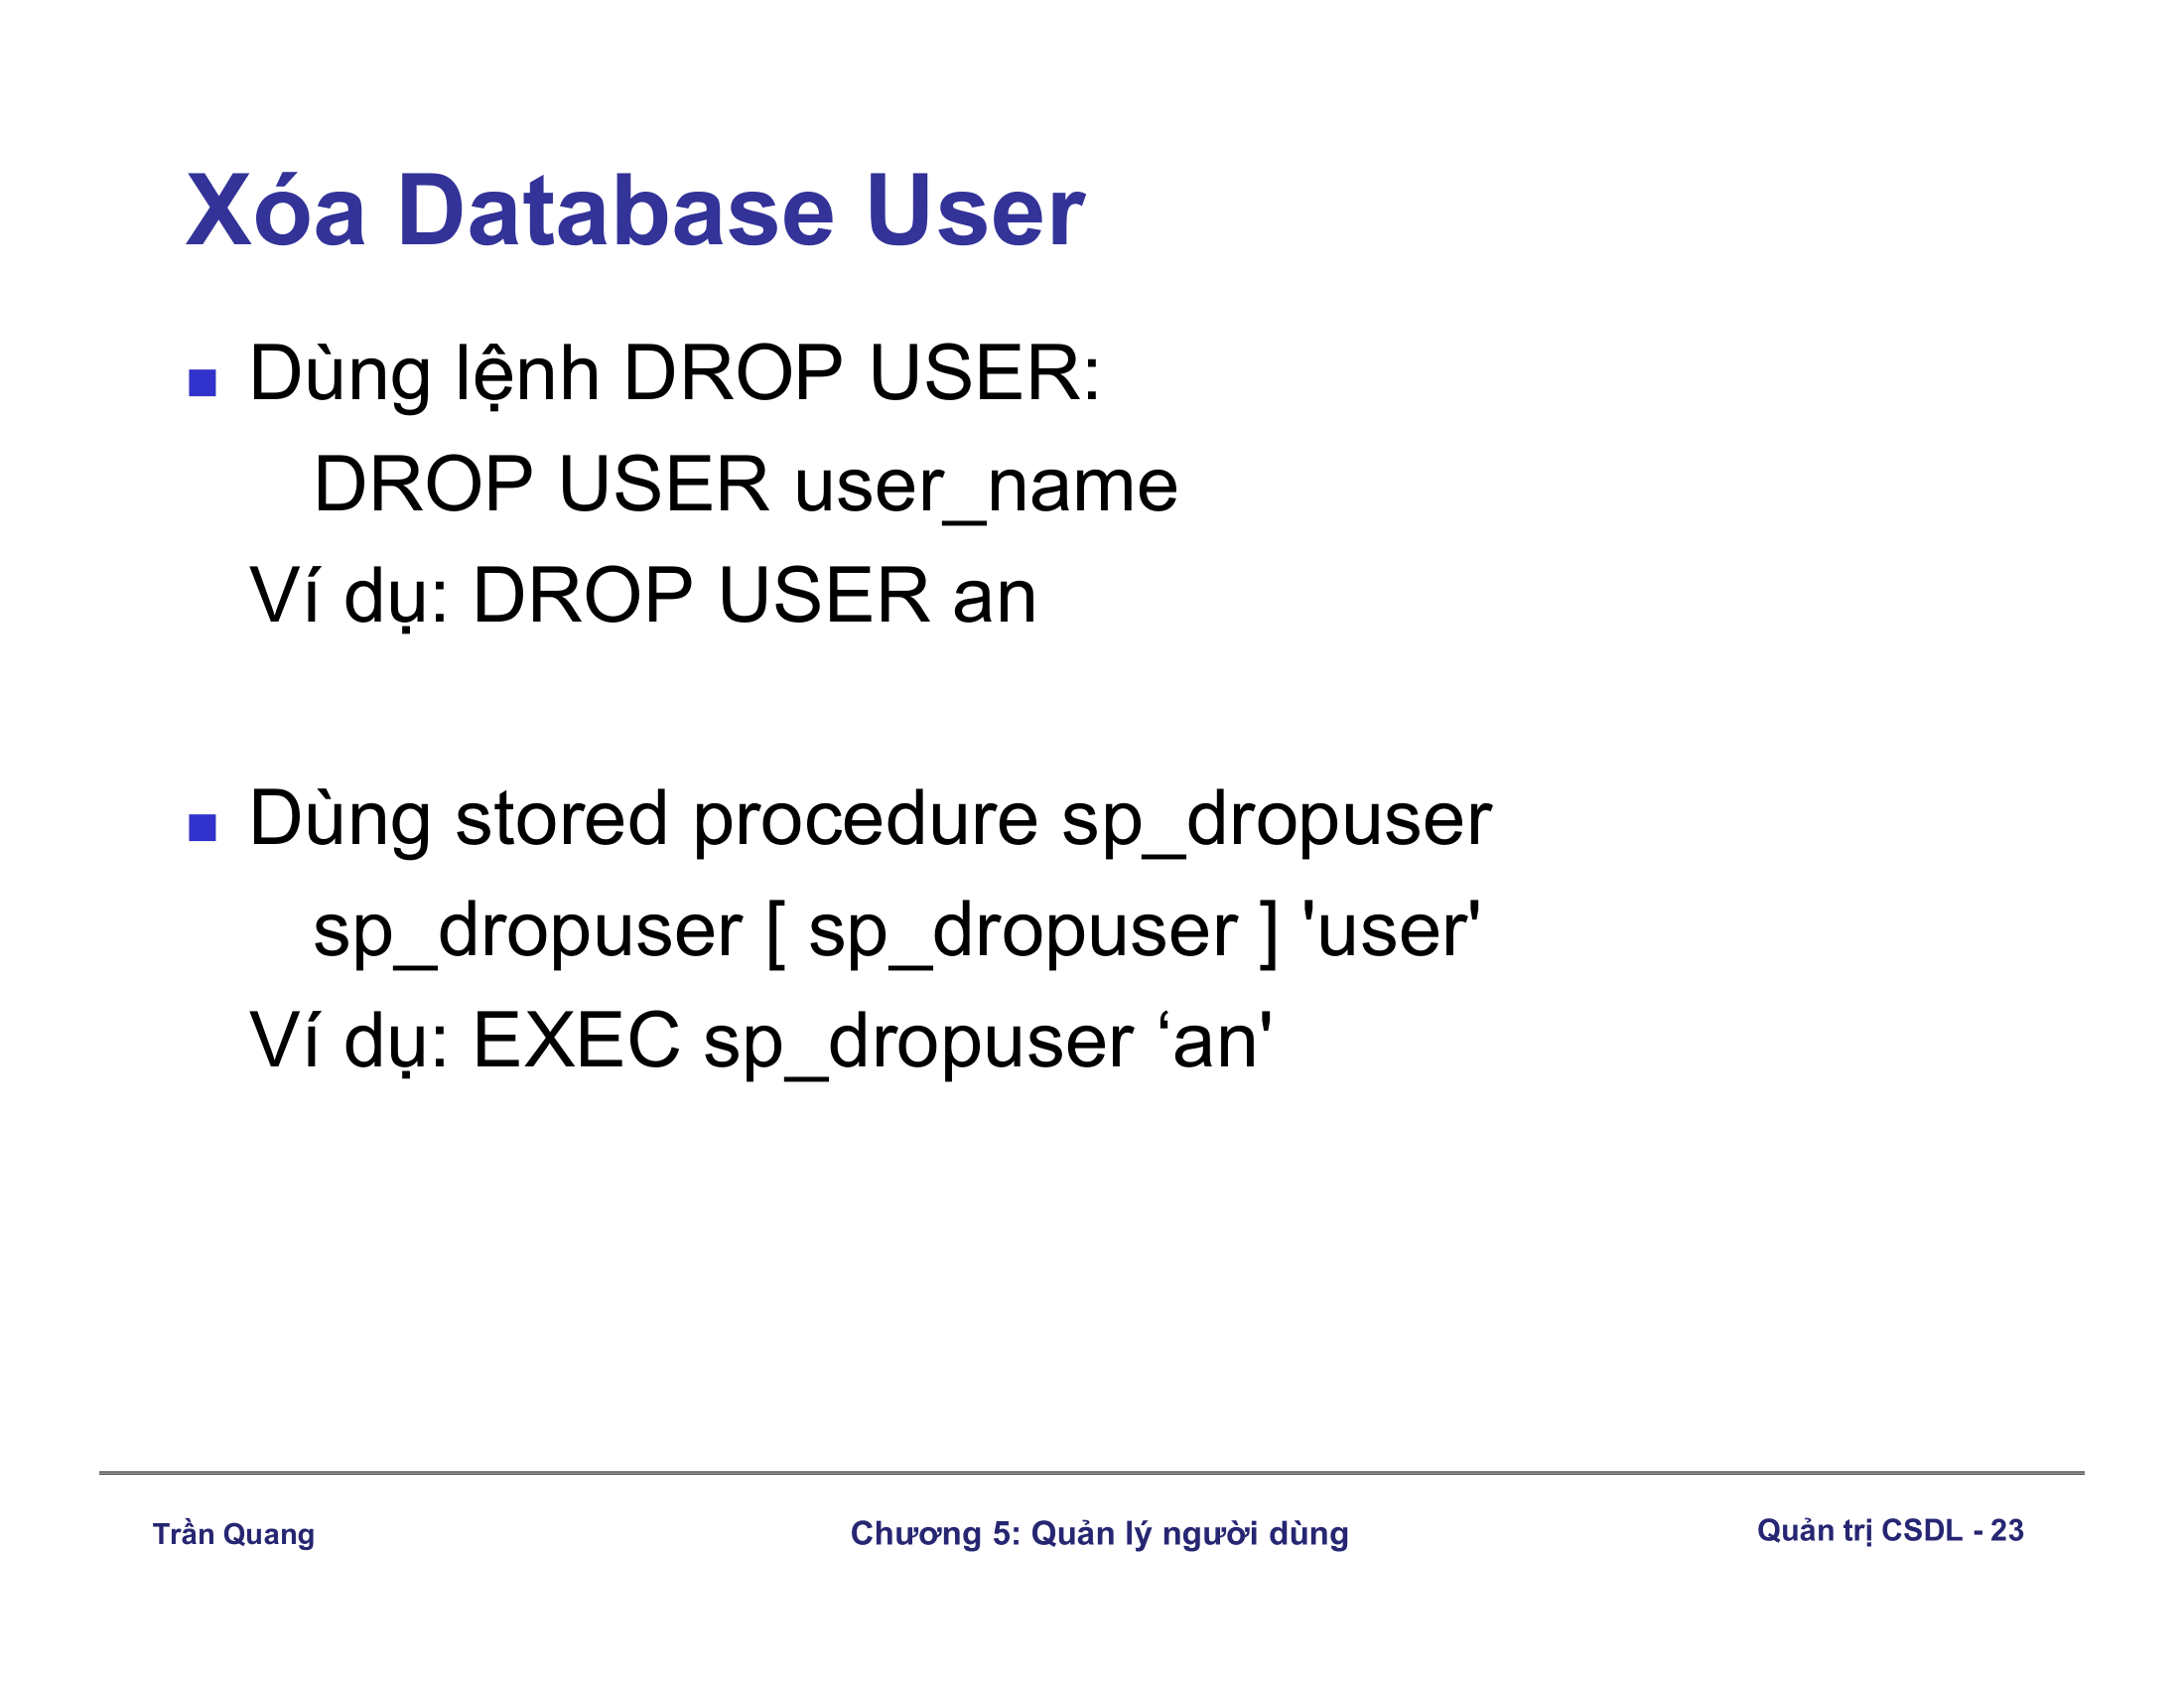 Xóa Database User
Dùng lệnh DROP USER:
DROP USER user_name
Ví dụ: DROP USER an
Dùng stored procedure sp_dropuser
sp_dropuser [ sp_dropuser ] 'user'
Ví dụ: EXEC sp_dropuser ‘an'
Trần Quang
Chương 5: Quản lý người dùng
Quản trị CSDL - 23